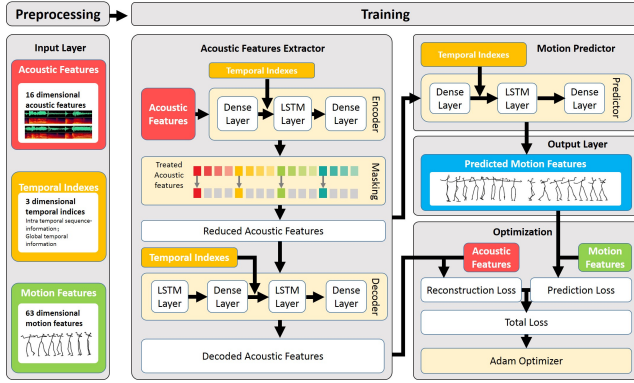 Preprocessing
Training
Input Layer
Acoustic Features
16 dimensional
acoustic features
Temporal Indexes
3 dimensional
temporal indices
Intra temporal sequence-
information;
Global temporal
information
Motion Features
63 dimensional
motion features
Acoustic Features Extractor
Temporal Indexes
Acoustic
Features
Dense
Layer
LSTM
Layer
Dense
Layer
Encoder
Treated
Acoustic
features
Masking
Reduced Acoustic Features
Temporal Indexes
LSTM
Layer
Dense
Layer
LSTM
Layer
Dense
Layer
Decoder
Decoded Acoustic Features
Motion Predictor
Temporal Indexes
Dense
Layer
LSTM
Layer
Dense
Layer
Predictor
Output Layer
Predicted Motion Features
Optimization
Acoustic
Features
Motion
Features
Reconstruction Loss
Prediction Loss
Total Loss
Adam Optimizer